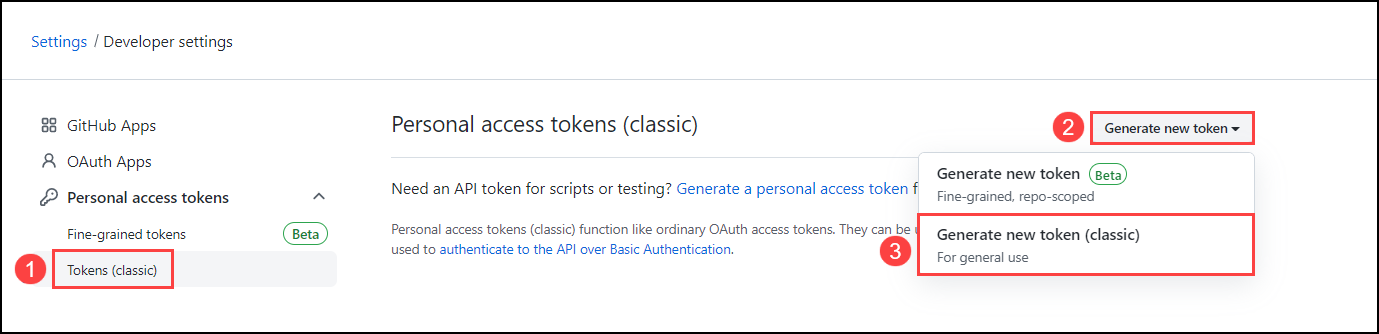 Settings / Developer settings
GitHub Apps
OAuth Apps
Personal access tokens
Fine-grained tokens Beta
1 Tokens (classic)
Personal access tokens (classic)
2 Generate new token
Need an API token for scripts or testing? Generate a personal access token f
Personal access tokens (classic) function like ordinary OAuth access tokens. They can be u
used to authenticate to the API over Basic Authentication.
Generate new token Beta
Fine-grained, repo-scoped
3 Generate new token (classic)
For general use